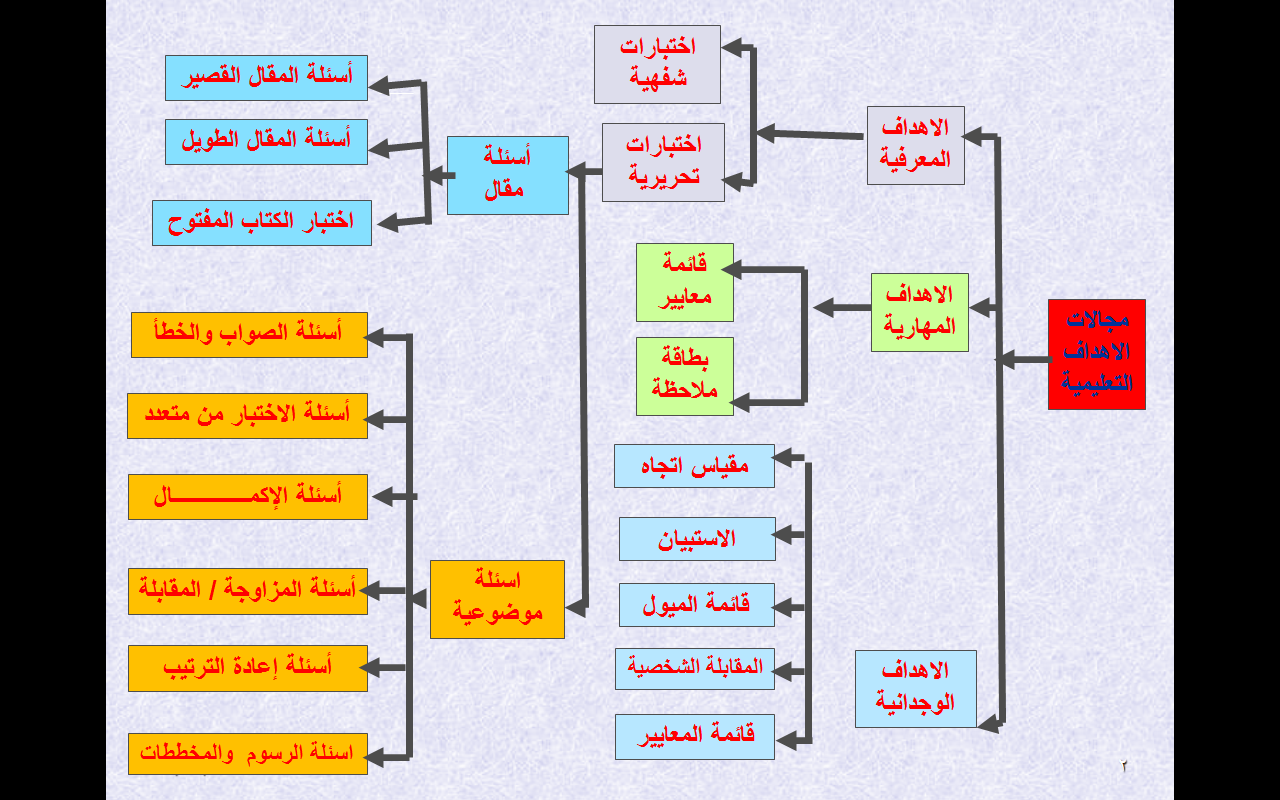 مجالات
الاهداف
التعليمية
الاهداف
المعرفية
اختبارات
شفهية
اختبارات
تحريرية
أسئلة
مقال
أسئلة المقال القصير
أسئلة المقال الطويل
اختبار الكتاب المفتوح
اسئلة
موضوعية
أسئلة الصواب والخطأ
أسئلة الاختبار من متعدد
أسئلة الإكمـــــــــــال
أسئلة المزاوجة / المقابلة
أسئلة إعادة الترتيب
اسئلة الرسوم والمخططات
الاهداف
المهارية
قائمة
معايير
بطاقة
ملاحظة
الاهداف
الوجدانية
مقياس اتجاه
الاستبيان
قائمة الميول
المقابلة الشخصية
قائمة المعايير
٢